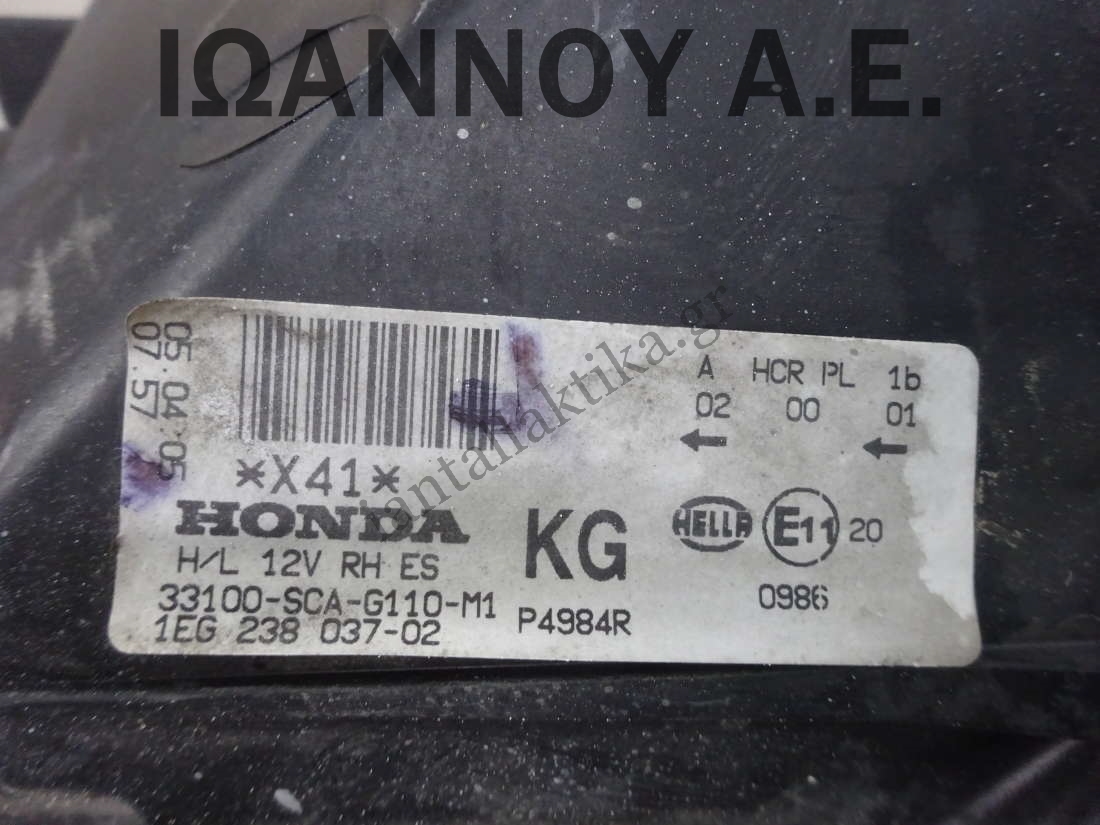 ΙΩΑΝΝΟΥ Α.Ε.
antallaktika.gr
05.04.05
07.57
*X41*
HONDA
H/L 12V RH ES
33100-SCA-G110-M1
1EG 238 037-02
KG
P4984R
A HCR PL 1b
02 00 01
HELLA E11 20
0986